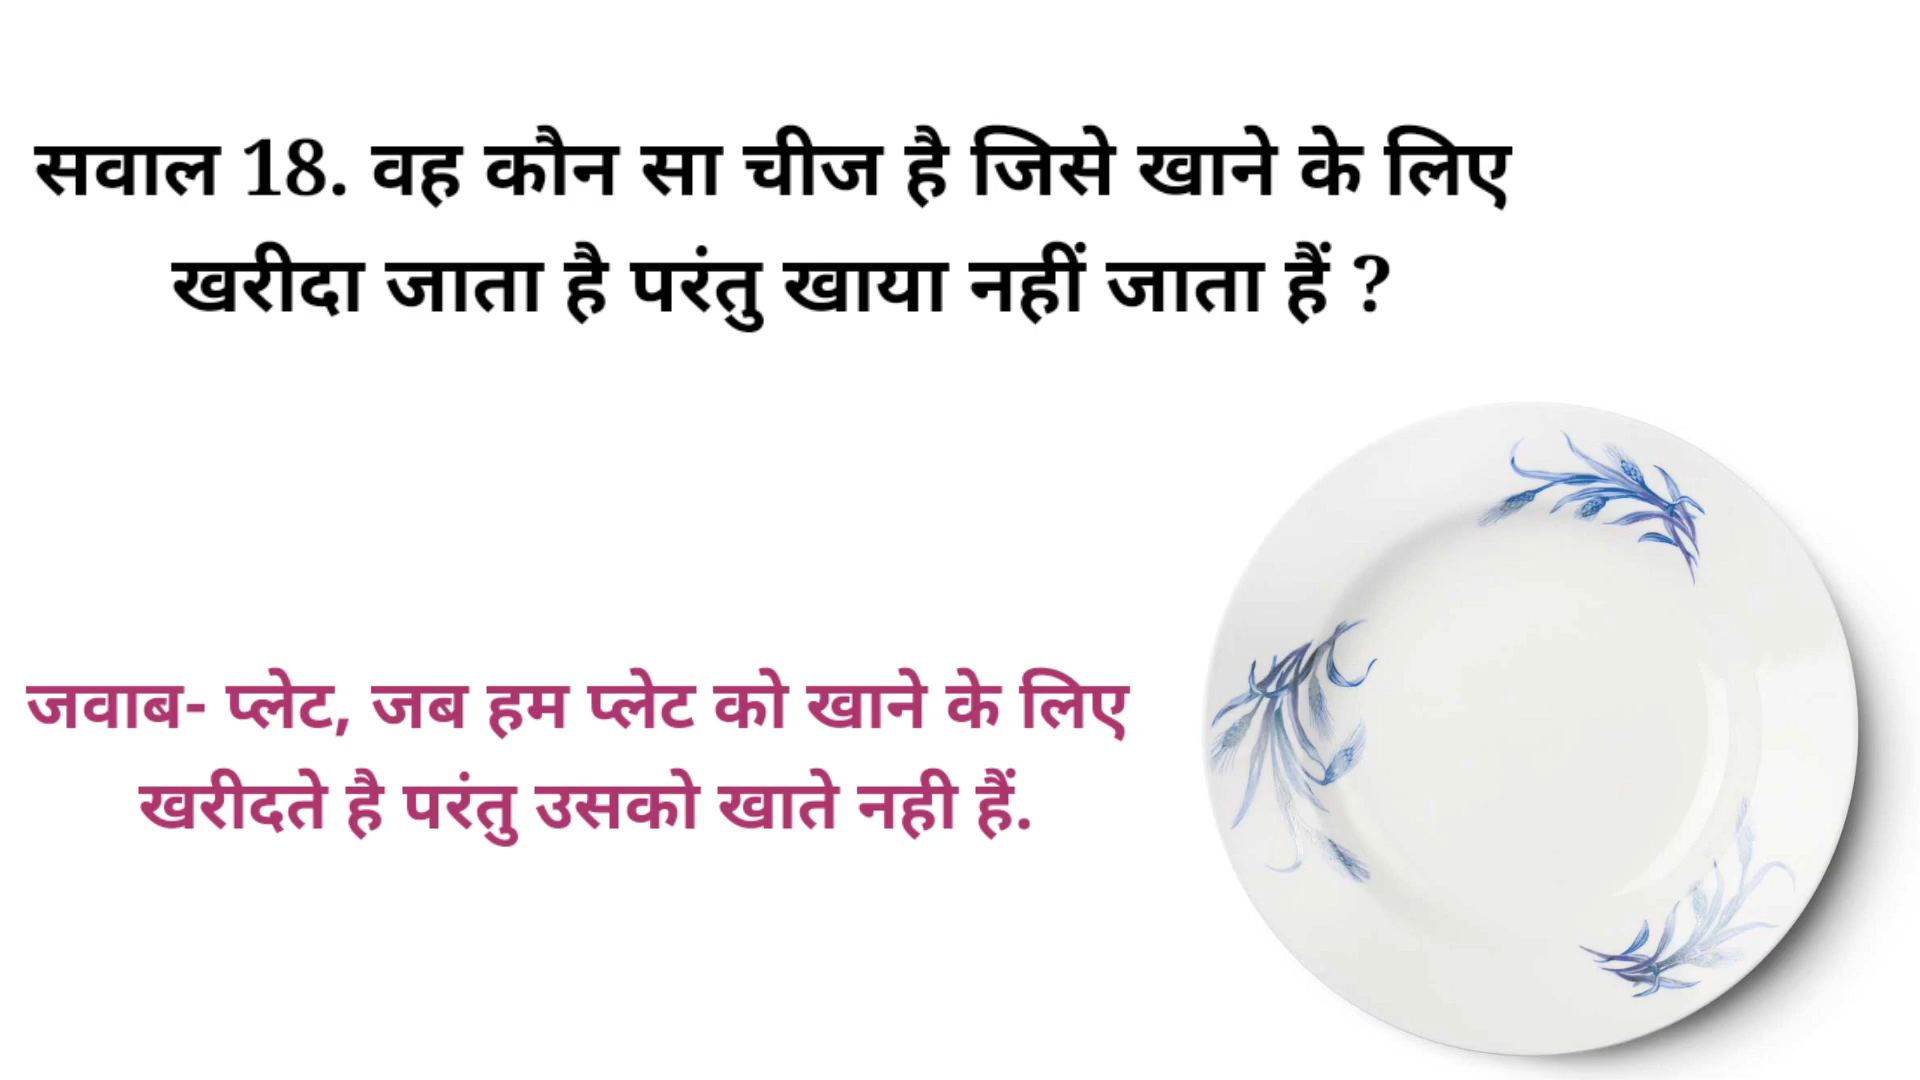 सवाल 18. वह कौन सा चीज है जिसे खाने के लिए
खरीदा जाता है परंतु खाया नहीं जाता हैं ?
जवाब- प्लेट, जब हम प्लेट को खाने के लिए
खरीदते है परंतु उसको खाते नही हैं.